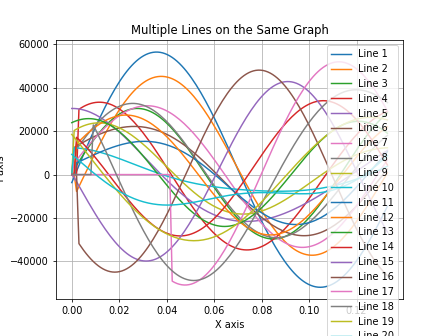 Multiple Lines on the Same Graph
60000
40000
20000
0
−20000
−40000
0.00 0.02 0.04 0.06 0.08 0.10
X axis
Line 1
Line 2
Line 3
Line 4
Line 5
Line 6
Line 7
Line 8
Line 9
Line 10
Line 11
Line 12
Line 13
Line 14
Line 15
Line 16
Line 17
Line 18
Line 19
Line 20